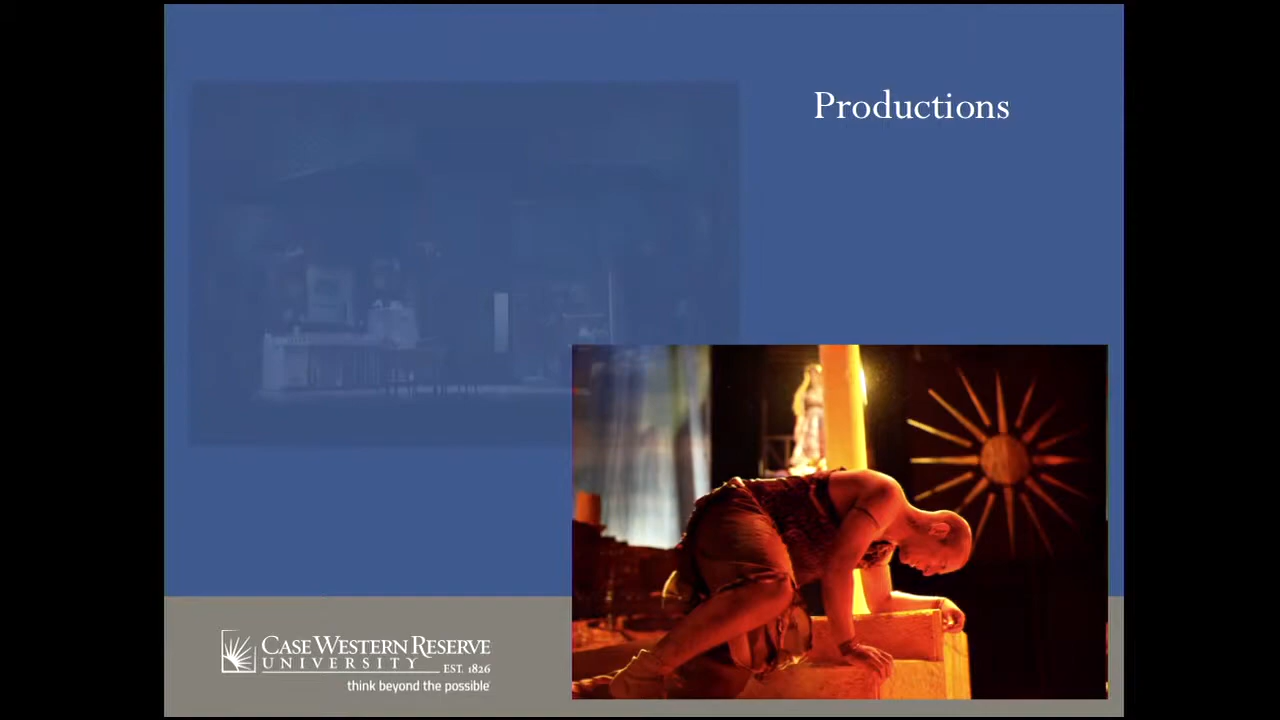 Productions
CASE WESTERN RESERVE
UNIVERSITY
EST. 1826
think beyond the possible